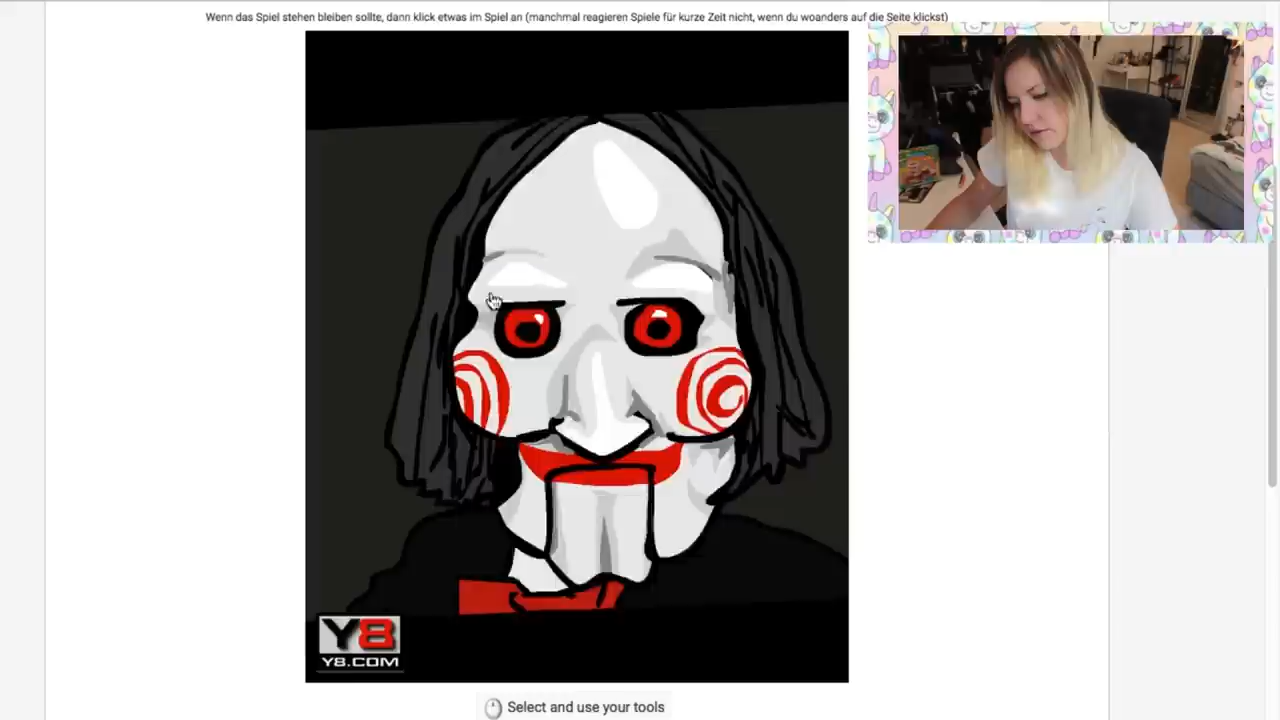 Wenn das Spiel stehen bleiben sollte, dann klick etwas im Spiel an (manchmal reagieren Spiele für kurze Zeit nicht, wenn du woanders auf die Seite klickst)
Y8
Y8.COM
Select and use your tools